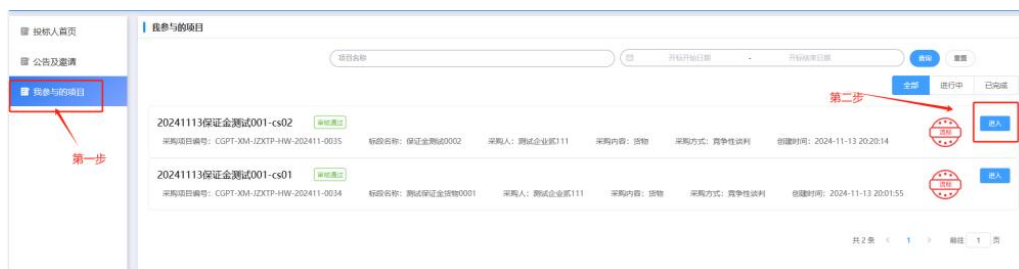 投标人首页
我参与的项目
公告及邀请
项目名称
开标开始日期 - 开标结束日期
查询 重置
我参与的项目
全部 进行中 已完成
第二步
20241113保证金测试001-cs02 审核通过
流标
进入
采购项目编号：CGPT-XM-JZXTP-HW-202411-0035 标段名称：保证金测试0002 采购人：测试企业贰111 采购内容：货物 采购方式：竞争性谈判 创建时间：2024-11-13 20:20:14
第一步
20241113保证金测试001-cs01 审核通过
流标
进入
采购项目编号：CGPT-XM-JZXTP-HW-202411-0034 标段名称：测试保证金货物0001 采购人：测试企业贰111 采购内容：货物 采购方式：竞争性谈判 创建时间：2024-11-13 20:01:55
共 2 条 < 1 > 前往 1 页